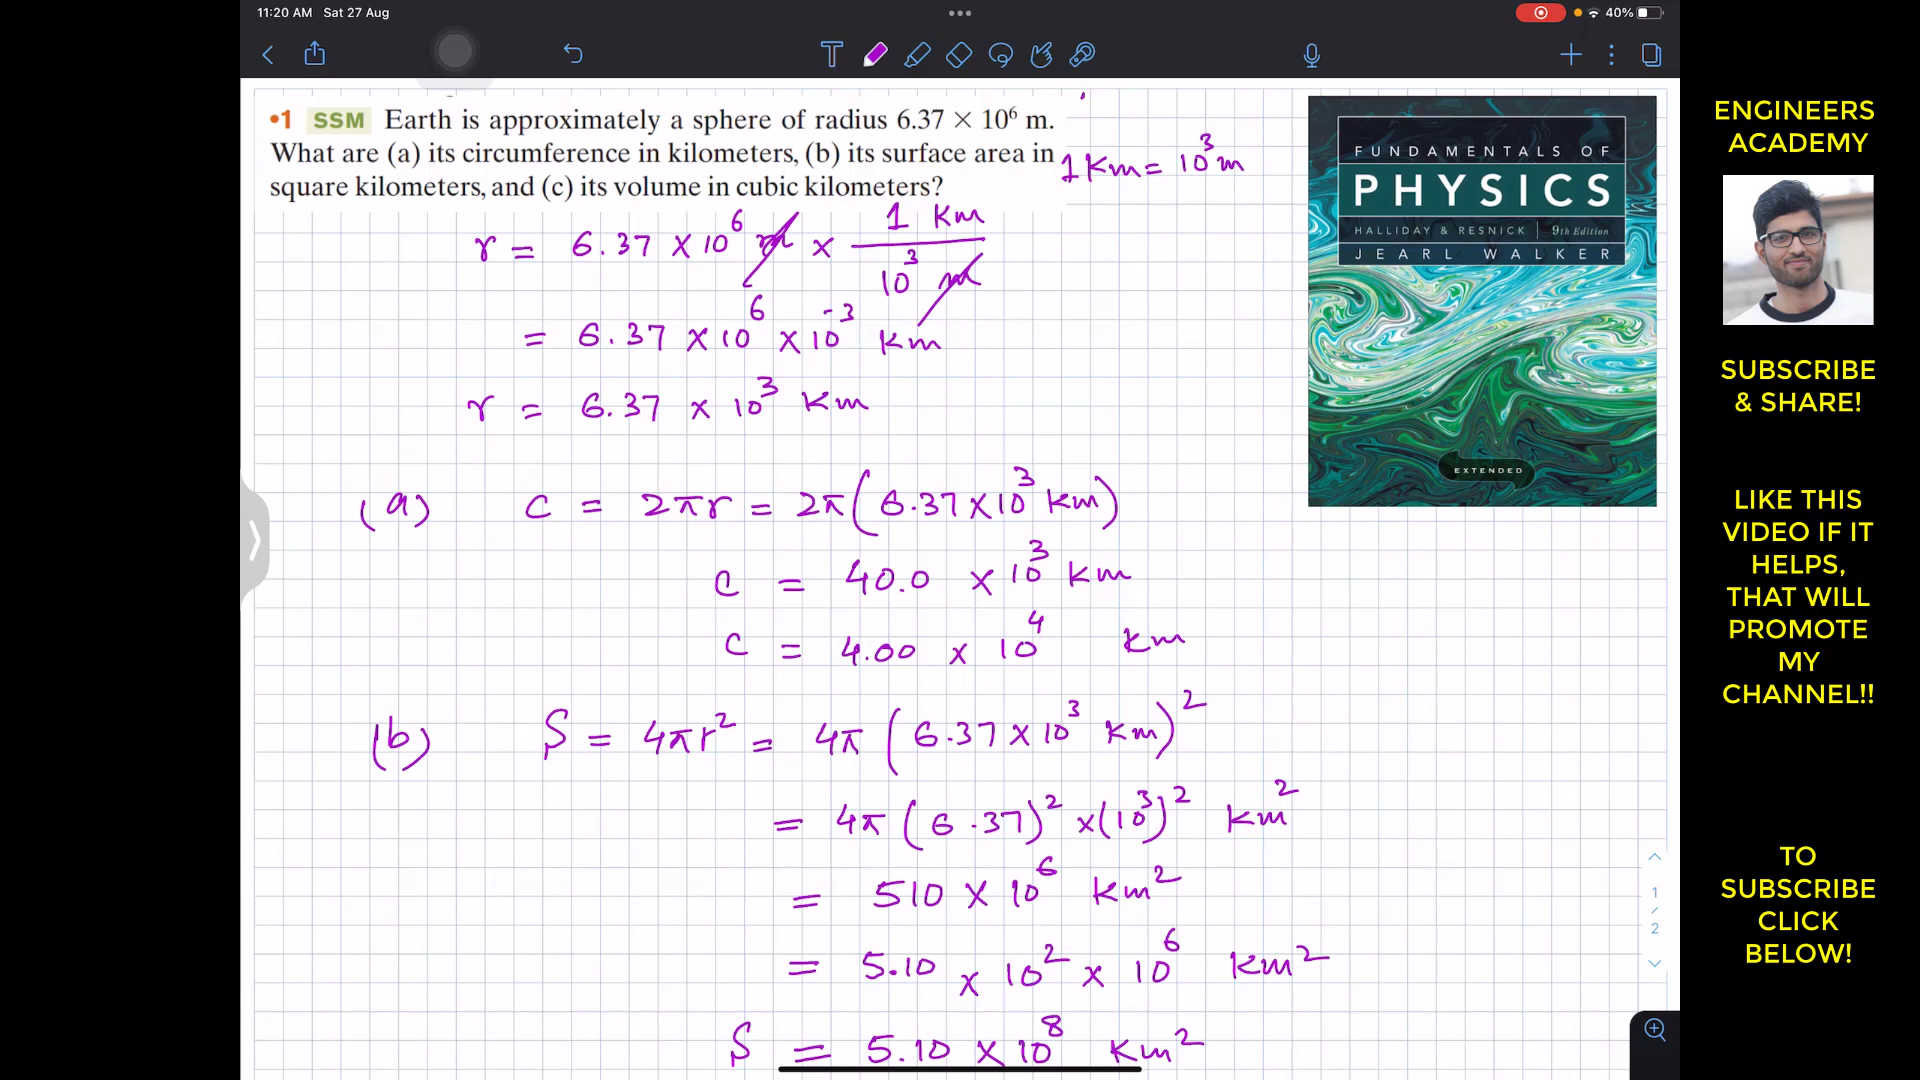 11:20 AM Sat 27 Aug
40%
•1 SSM Earth is approximately a sphere of radius 6.37 × 10⁶ m.
What are (a) its circumference in kilometers, (b) its surface area in
square kilometers, and (c) its volume in cubic kilometers?
1 Km = 10³ m
r = 6.37 × 10⁶ m × 1 Km / 10³ m
= 6.37 × 10⁶ × 10⁻³ Km
r = 6.37 × 10³ Km
(a) C = 2πr = 2π(6.37 × 10³ Km)
C = 40.0 × 10³ Km
C = 4.00 × 10⁴ Km
(b) S = 4πr² = 4π(6.37 × 10³ Km)²
= 4π(6.37)² × (10³)² Km²
= 510 × 10⁶ Km²
= 5.10 × 10² × 10⁶ Km²
S = 5.10 × 10⁸ Km²
FUNDAMENTALS OF
PHYSICS
HALLIDAY & RESNICK | 9th Edition
JEARL WALKER
EXTENDED
1
/
2
ENGINEERS
ACADEMY
SUBSCRIBE
& SHARE!
LIKE THIS
VIDEO IF IT
HELPS,
THAT WILL
PROMOTE
MY
CHANNEL!!
TO
SUBSCRIBE
CLICK
BELOW!